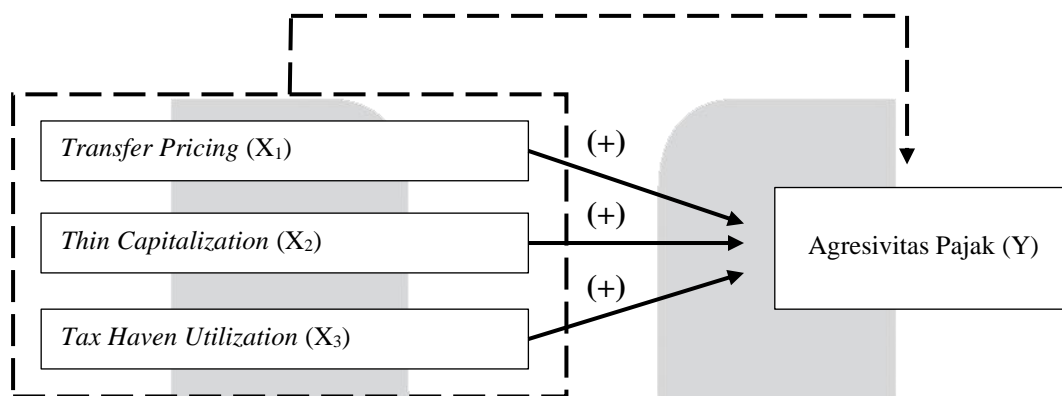 Transfer Pricing (X₁)
(+)
Thin Capitalization (X₂)
(+)
Agresivitas Pajak (Y)
Tax Haven Utilization (X₃)
(+)